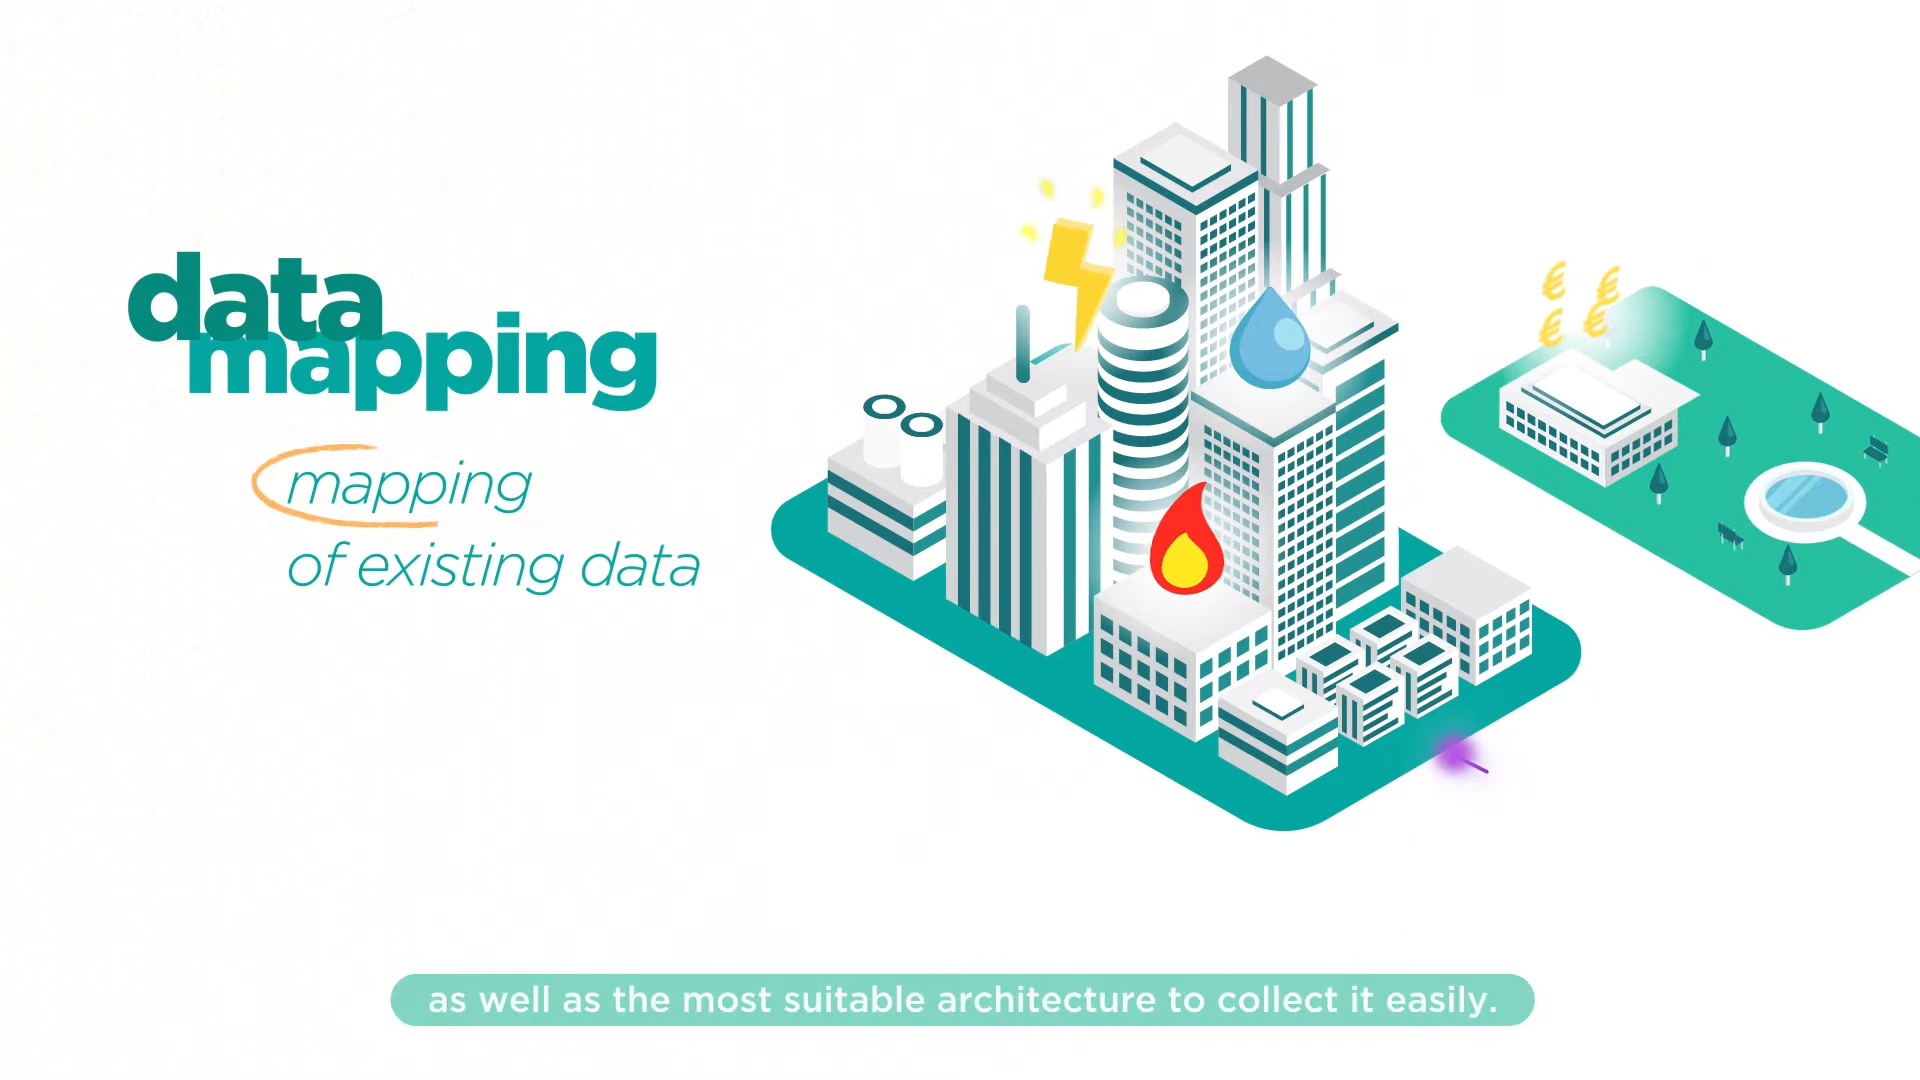 data
mapping
mapping
of existing data
€ €
€ €
as well as the most suitable architecture to collect it easily.